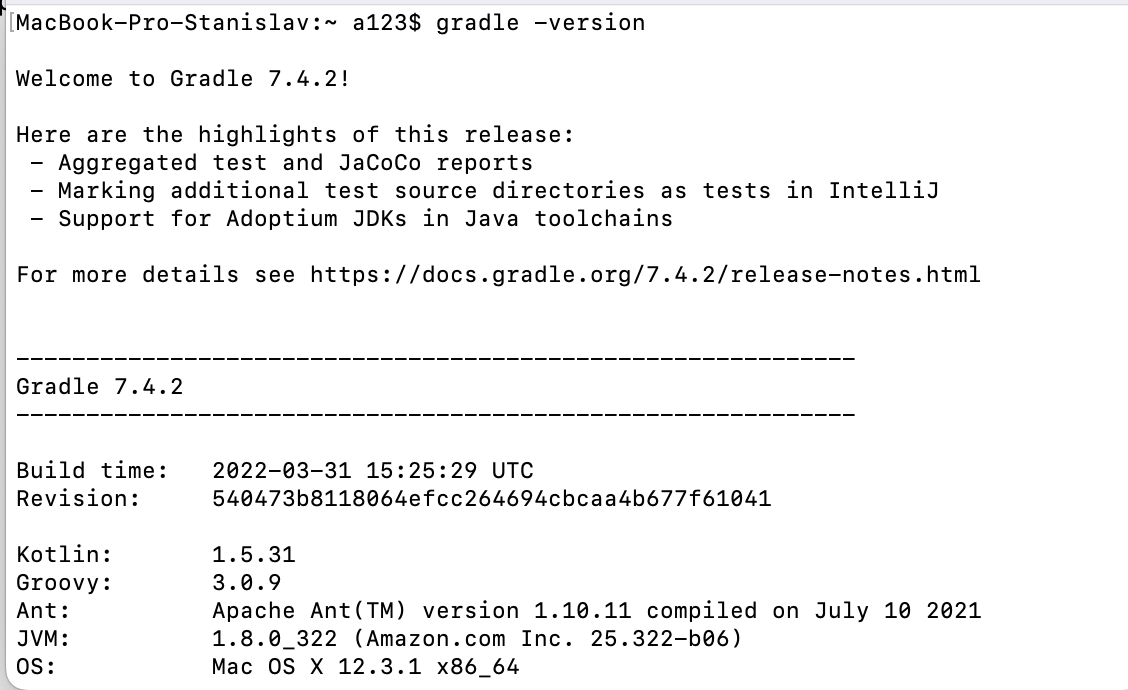 [MacBook-Pro-Stanislav:~ a123$ gradle -version
Welcome to Gradle 7.4.2!
Here are the highlights of this release:
 - Aggregated test and JaCoCo reports
 - Marking additional test source directories as tests in IntelliJ
 - Support for Adoptium JDKs in Java toolchains
For more details see https://docs.gradle.org/7.4.2/release-notes.html
------------------------------------------------------------
Gradle 7.4.2
------------------------------------------------------------
Build time:   2022-03-31 15:25:29 UTC
Revision:     540473b8118064efcc264694cbcaa4b677f61041
Kotlin:       1.5.31
Groovy:       3.0.9
Ant:          Apache Ant(TM) version 1.10.11 compiled on July 10 2021
JVM:          1.8.0_322 (Amazon.com Inc. 25.322-b06)
OS:           Mac OS X 12.3.1 x86_64